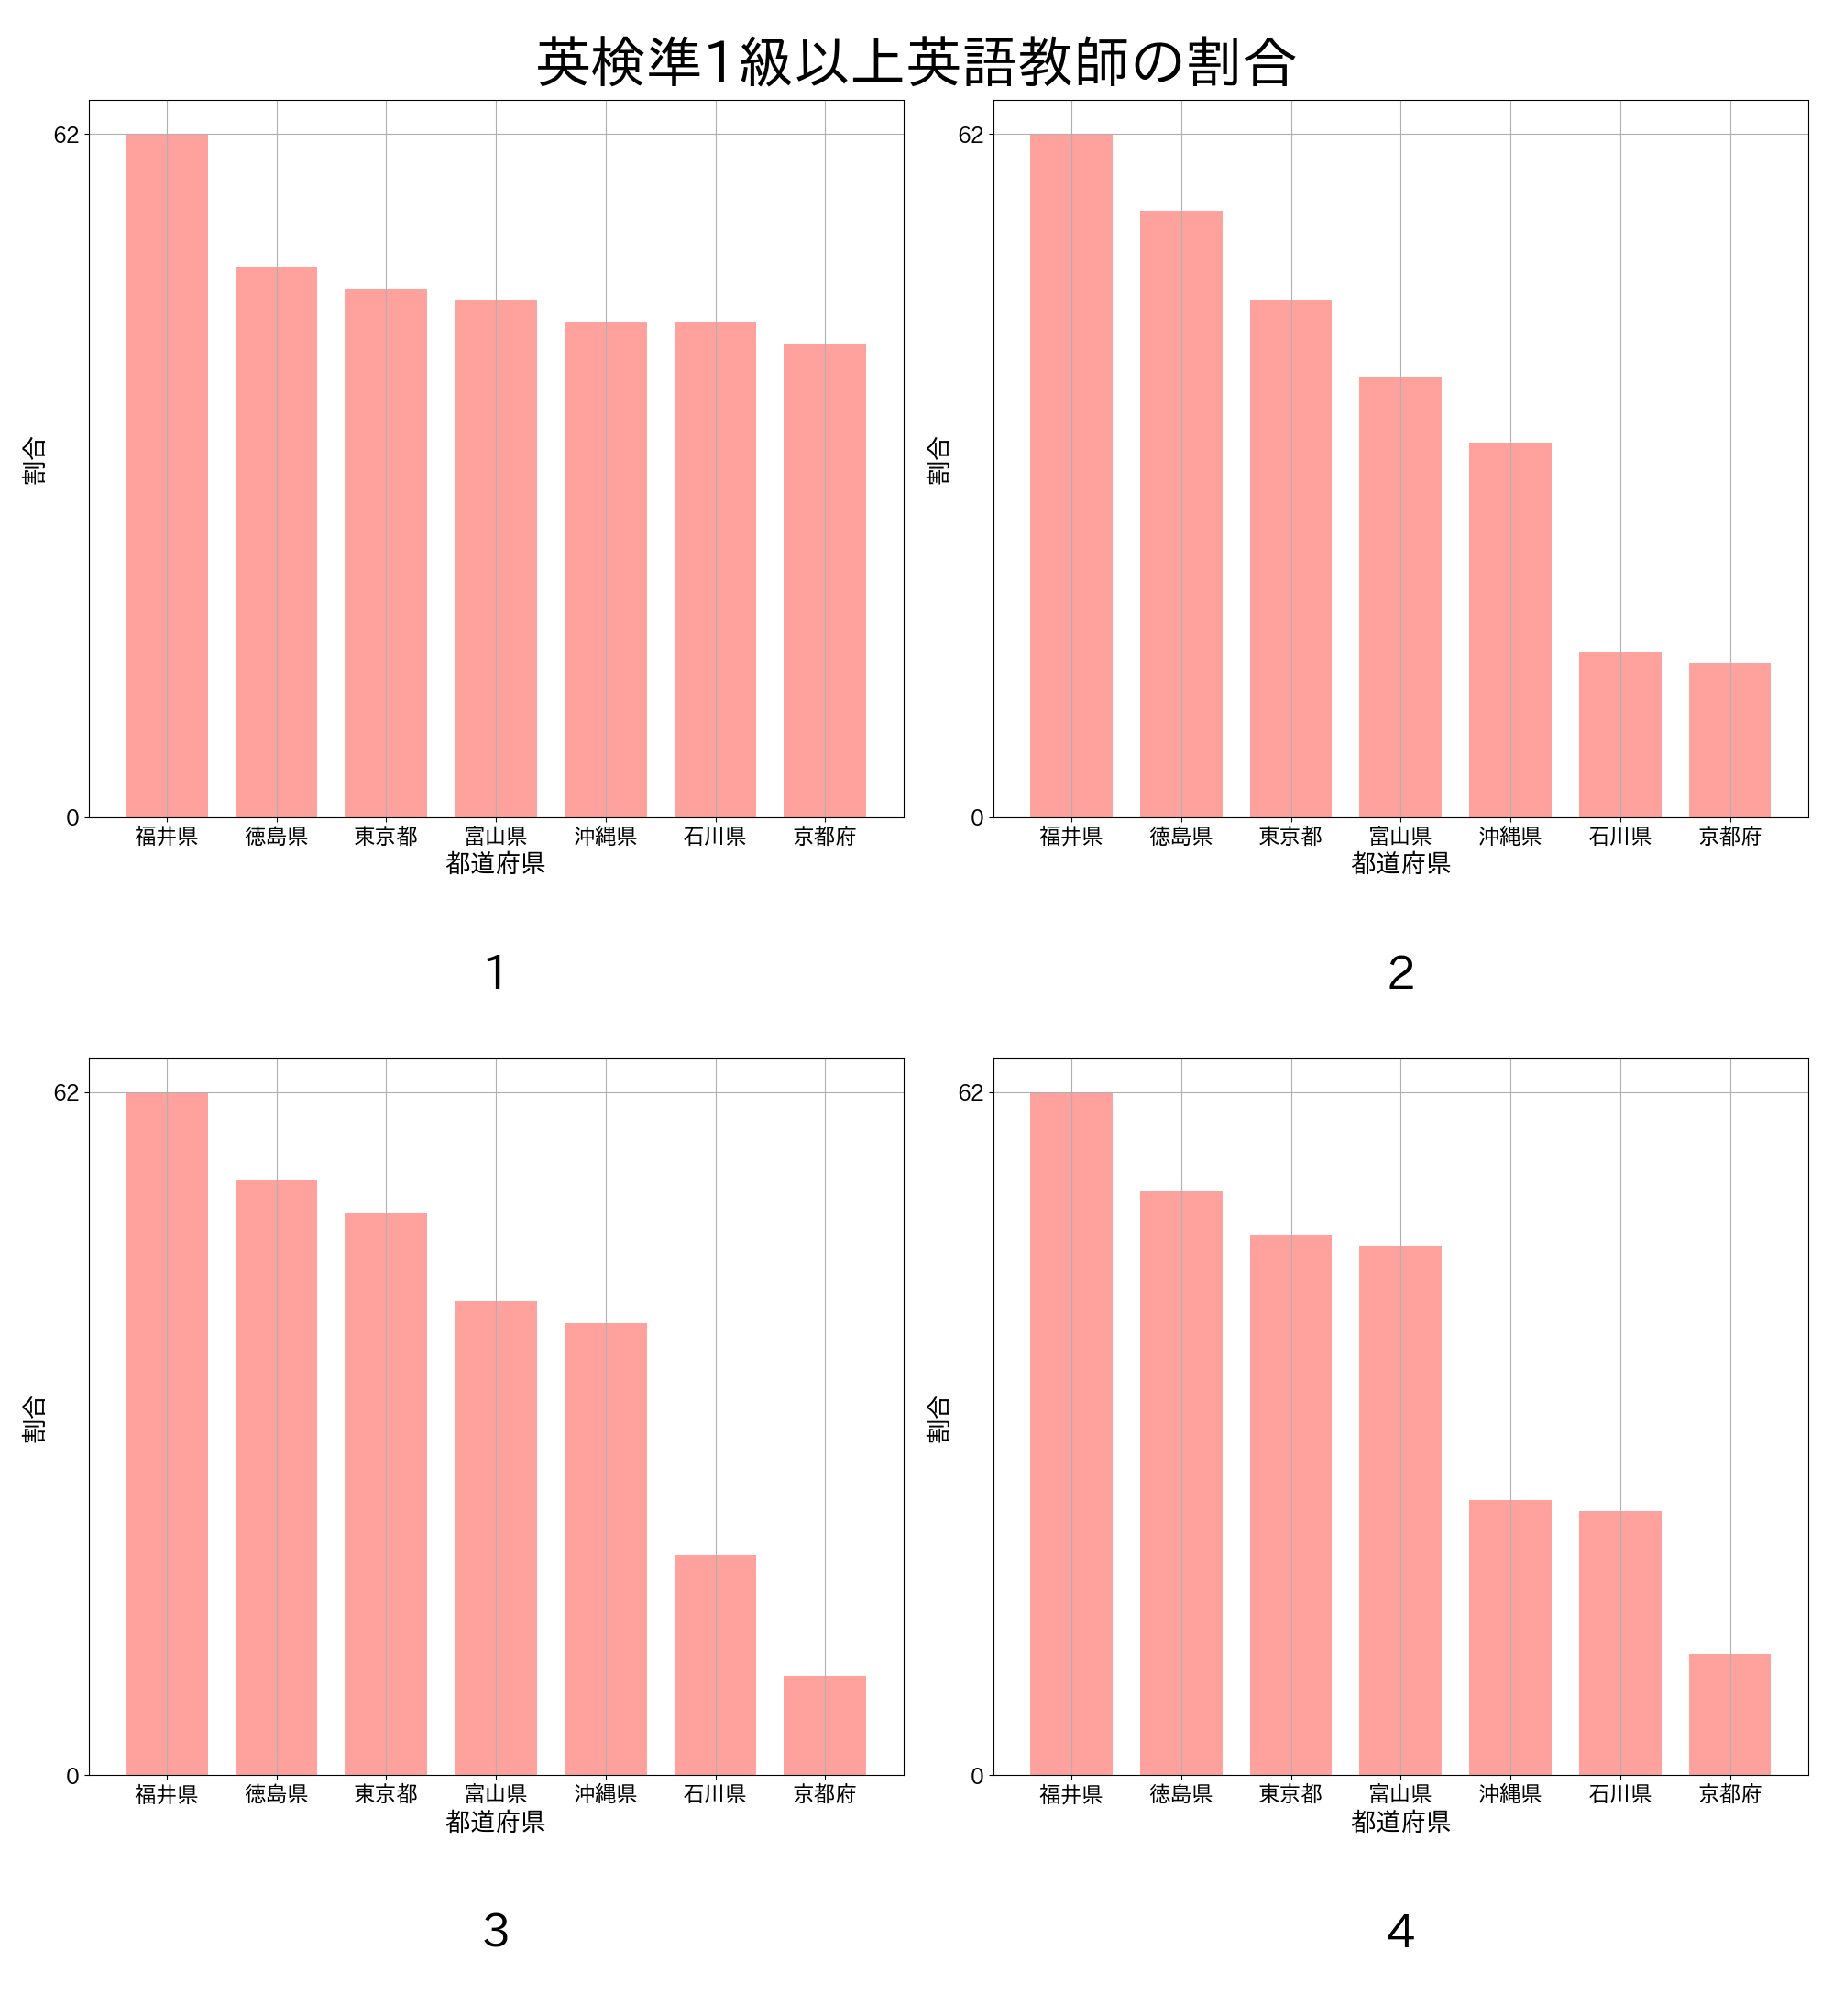 英検準1級以上英語教師の割合
62
0
割合
福井県 徳島県 東京都 富山県 沖縄県 石川県 京都府
都道府県
1
62
0
割合
福井県 徳島県 東京都 富山県 沖縄県 石川県 京都府
都道府県
2
62
0
割合
福井県 徳島県 東京都 富山県 沖縄県 石川県 京都府
都道府県
3
62
0
割合
福井県 徳島県 東京都 富山県 沖縄県 石川県 京都府
都道府県
4